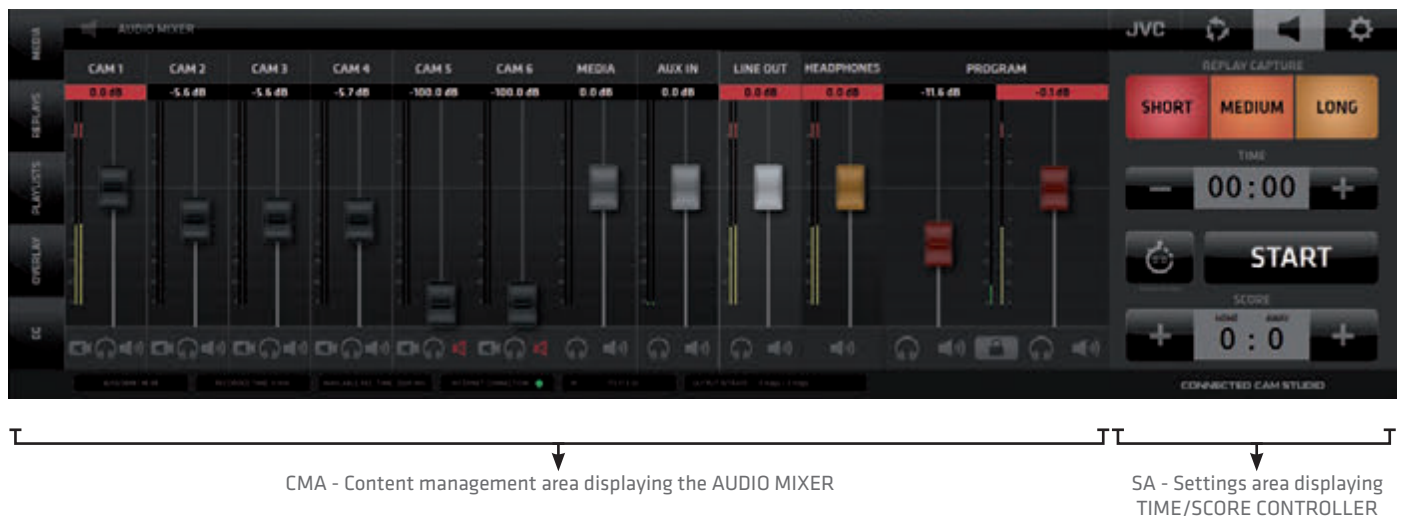 MEDIA
REPLAYS
PLAYLISTS
OVERLAY
CG
AUDIO MIXER
CAM 1 CAM 2 CAM 3 CAM 4 CAM 5 CAM 6 MEDIA AUX IN LINE OUT HEADPHONES PROGRAM
0.0 dB -5.6 dB -5.6 dB -5.7 dB -100.0 dB -100.0 dB 0.0 dB 0.0 dB 0.0 dB 0.0 dB -11.6 dB -0.1 dB
JVC
REPLAY CAPTURE
SHORT MEDIUM LONG
TIME
− 00:00 +
START
SCORE
HOME AWAY
+ 0 : 0 +
CONNECTED CAM STUDIO
CMA - Content management area displaying the AUDIO MIXER
SA - Settings area displaying
TIME/SCORE CONTROLLER